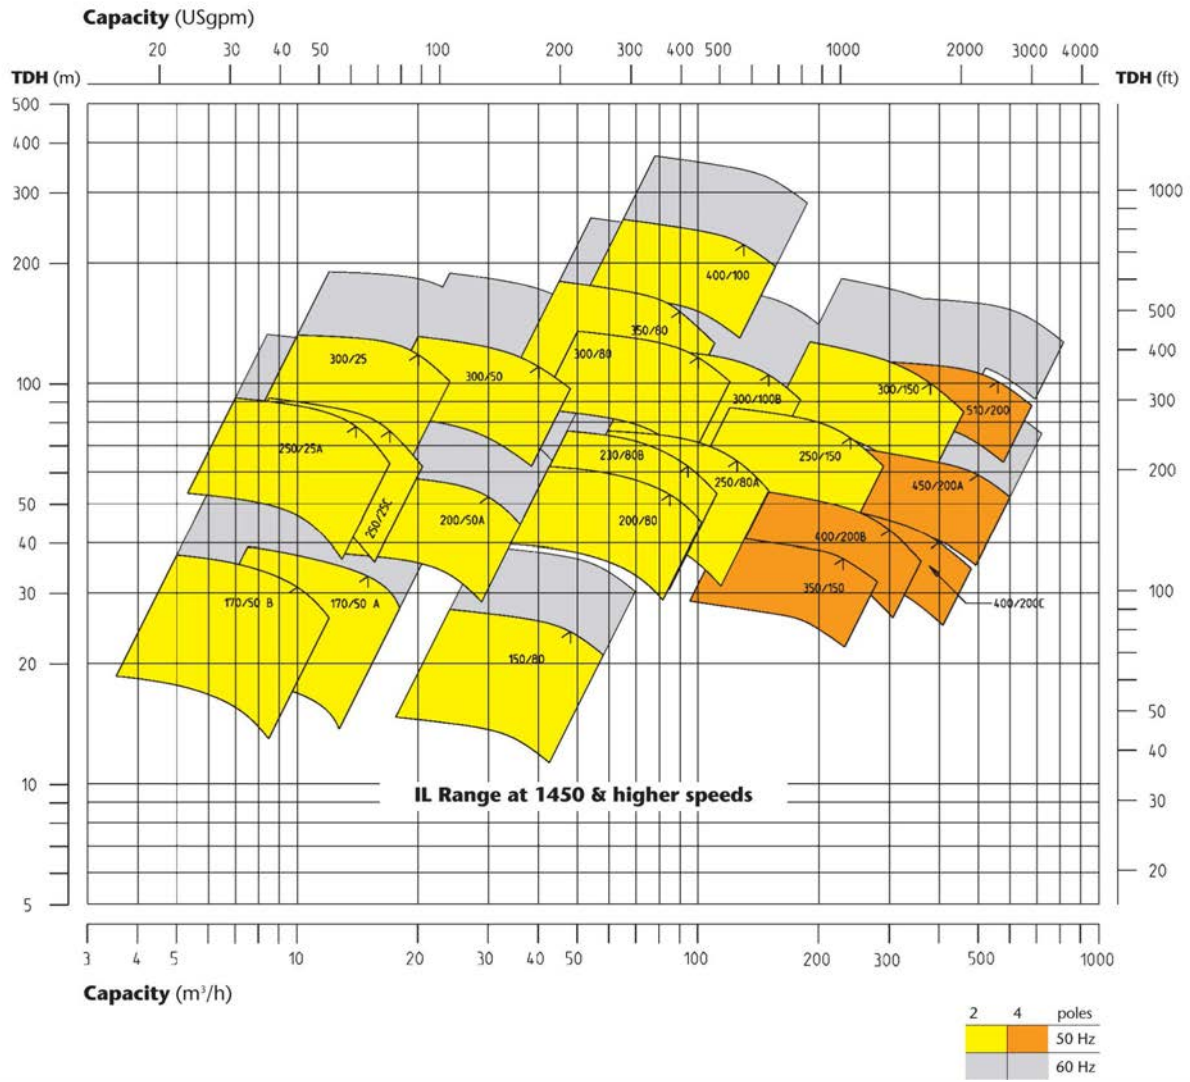 Capacity (USgpm)
20 30 40 50 100 200 300 400 500 1000 2000 3000 4000
TDH (m) TDH (ft)
500
400
300 1000
200
500
400
100 300
200
50
40
30 100
20
50
40
10
30
20
5
400/100
350/80
300/25 300/80
300/50
300/100B 300/150
510/200
250/25A 230/80B 250/150
250/80A 450/200A
250/25C 200/50A 200/80
400/200B
350/150
170/50 B 170/50 A 400/200C
150/80
IL Range at 1450 & higher speeds
3 4 5 10 20 30 40 50 100 200 300 500 1000
Capacity (m³/h)
2 4 poles
50 Hz
60 Hz